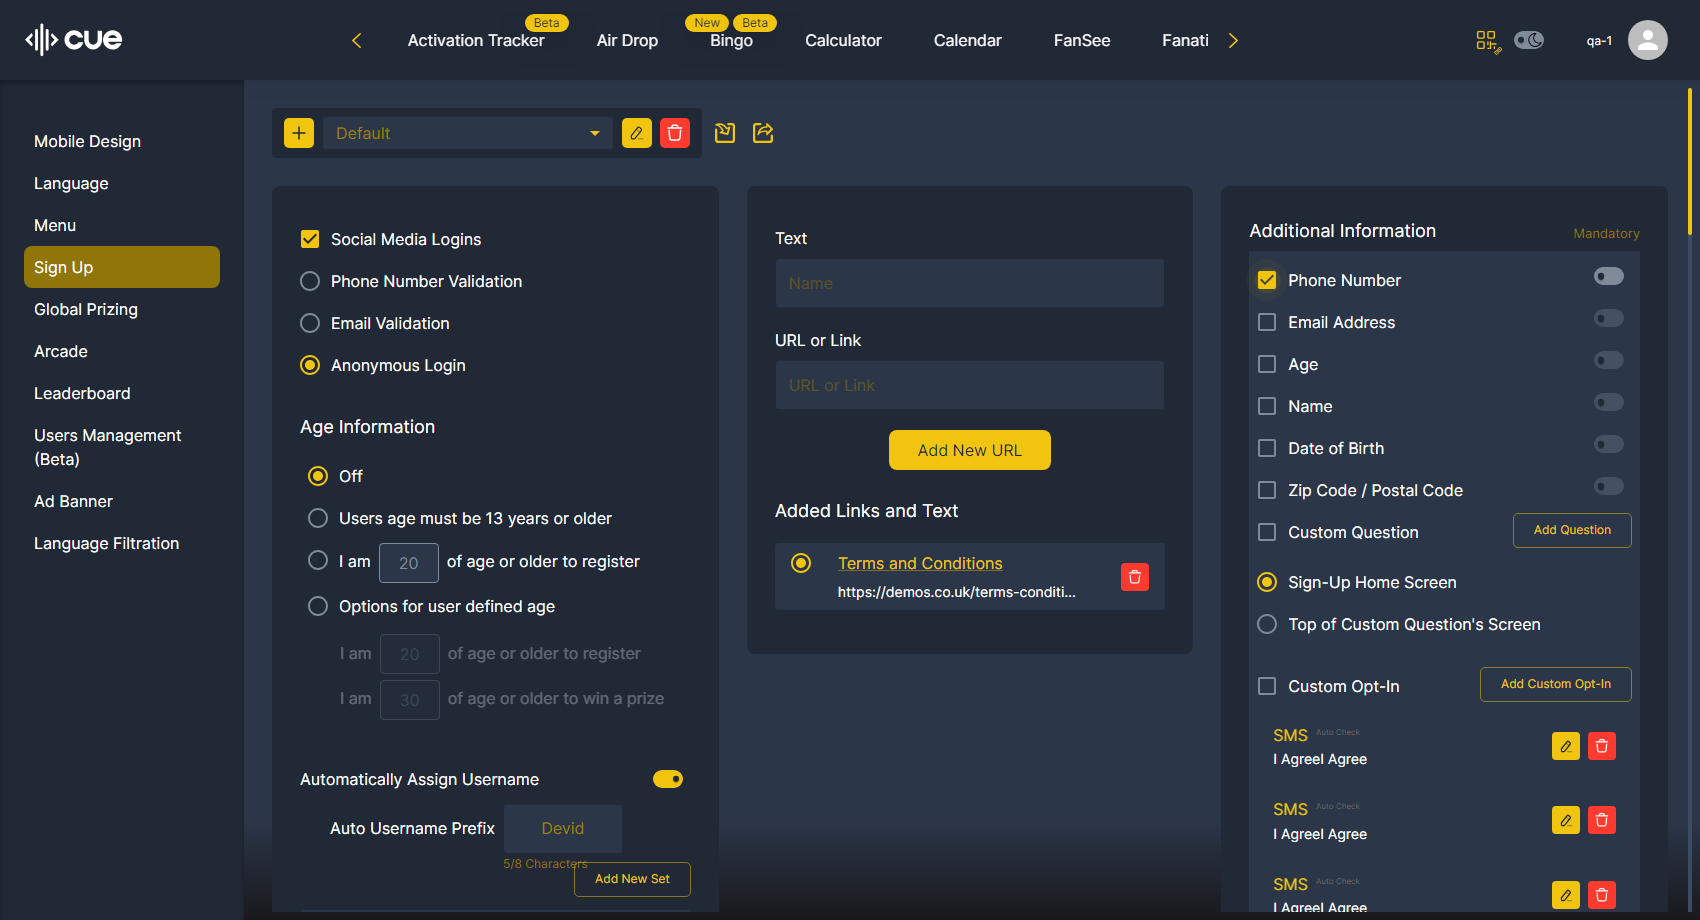 cue
Activation Tracker
Beta
Air Drop
New
Beta
Bingo
Calculator
Calendar
FanSee
Fanati
qa-1
Mobile Design
Language
Menu
Sign Up
Global Prizing
Arcade
Leaderboard
Users Management
(Beta)
Ad Banner
Language Filtration
Default
Social Media Logins
Phone Number Validation
Email Validation
Anonymous Login
Age Information
Off
Users age must be 13 years or older
I am 20 of age or older to register
Options for user defined age
I am 20 of age or older to register
I am 30 of age or older to win a prize
Automatically Assign Username
Auto Username Prefix Devid
5/8 Characters
Add New Set
Text
Name
URL or Link
URL or Link
Add New URL
Added Links and Text
Terms and Conditions
https://demos.co.uk/terms-conditi...
Additional Information
Mandatory
Phone Number
Email Address
Age
Name
Date of Birth
Zip Code / Postal Code
Custom Question
Add Question
Sign-Up Home Screen
Top of Custom Question's Screen
Custom Opt-In
Add Custom Opt-In
SMS Auto Check
I AgreeI Agree
SMS Auto Check
I AgreeI Agree
SMS Auto Check
I AgreeI Agree